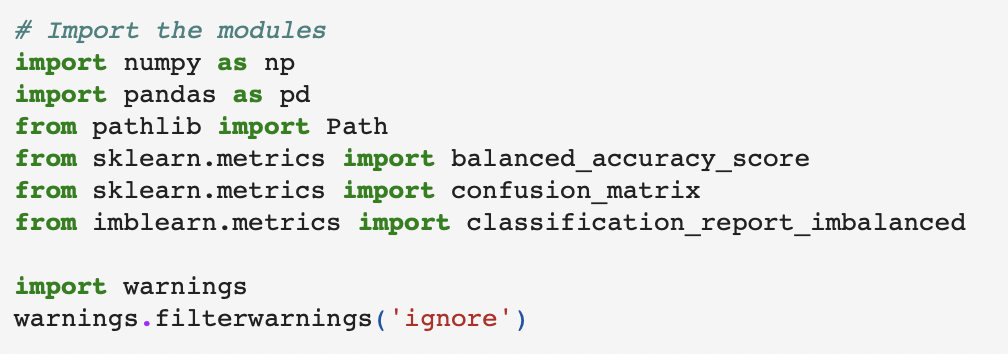 # Import the modules
import numpy as np
import pandas as pd
from pathlib import Path
from sklearn.metrics import balanced_accuracy_score
from sklearn.metrics import confusion_matrix
from imblearn.metrics import classification_report_imbalanced
import warnings
warnings.filterwarnings('ignore')